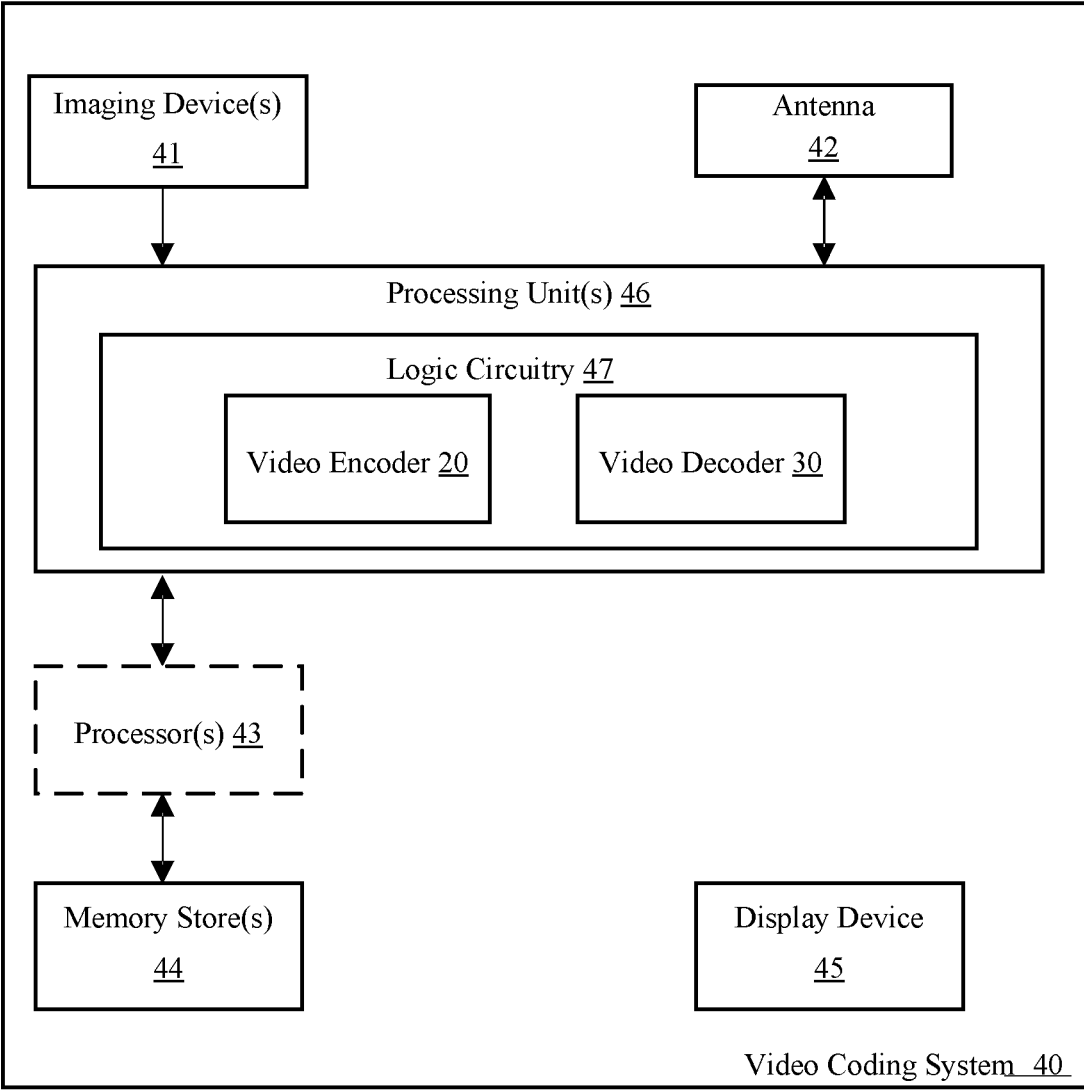 Imaging Device(s)
41
Antenna
42
Processing Unit(s) 46
Logic Circuitry 47
Video Encoder 20
Video Decoder 30
Processor(s) 43
Memory Store(s)
44
Display Device
45
Video Coding System 40